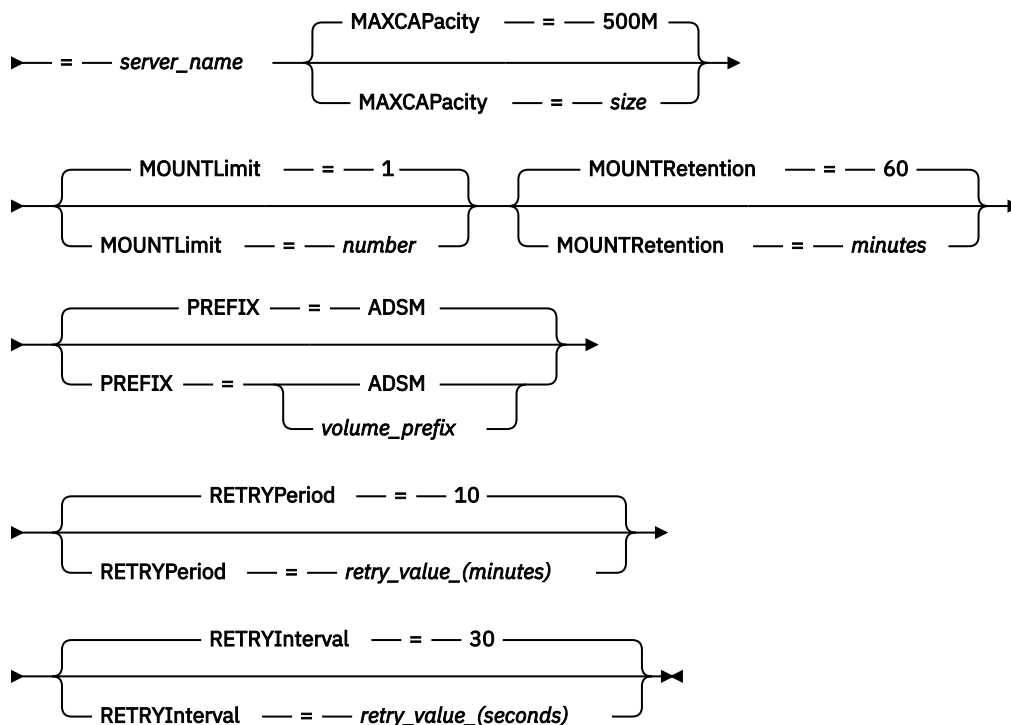 MAXCAPacity = 500M
= server_name
MAXCAPacity = size
MOUNTLimit = 1 MOUNTRetention = 60
MOUNTLimit = number MOUNTRetention = minutes
PREFIX = ADSM
PREFIX = ADSM
volume_prefix
RETRYPeriod = 10
RETRYPeriod = retry_value_(minutes)
RETRYInterval = 30
RETRYInterval = retry_value_(seconds)